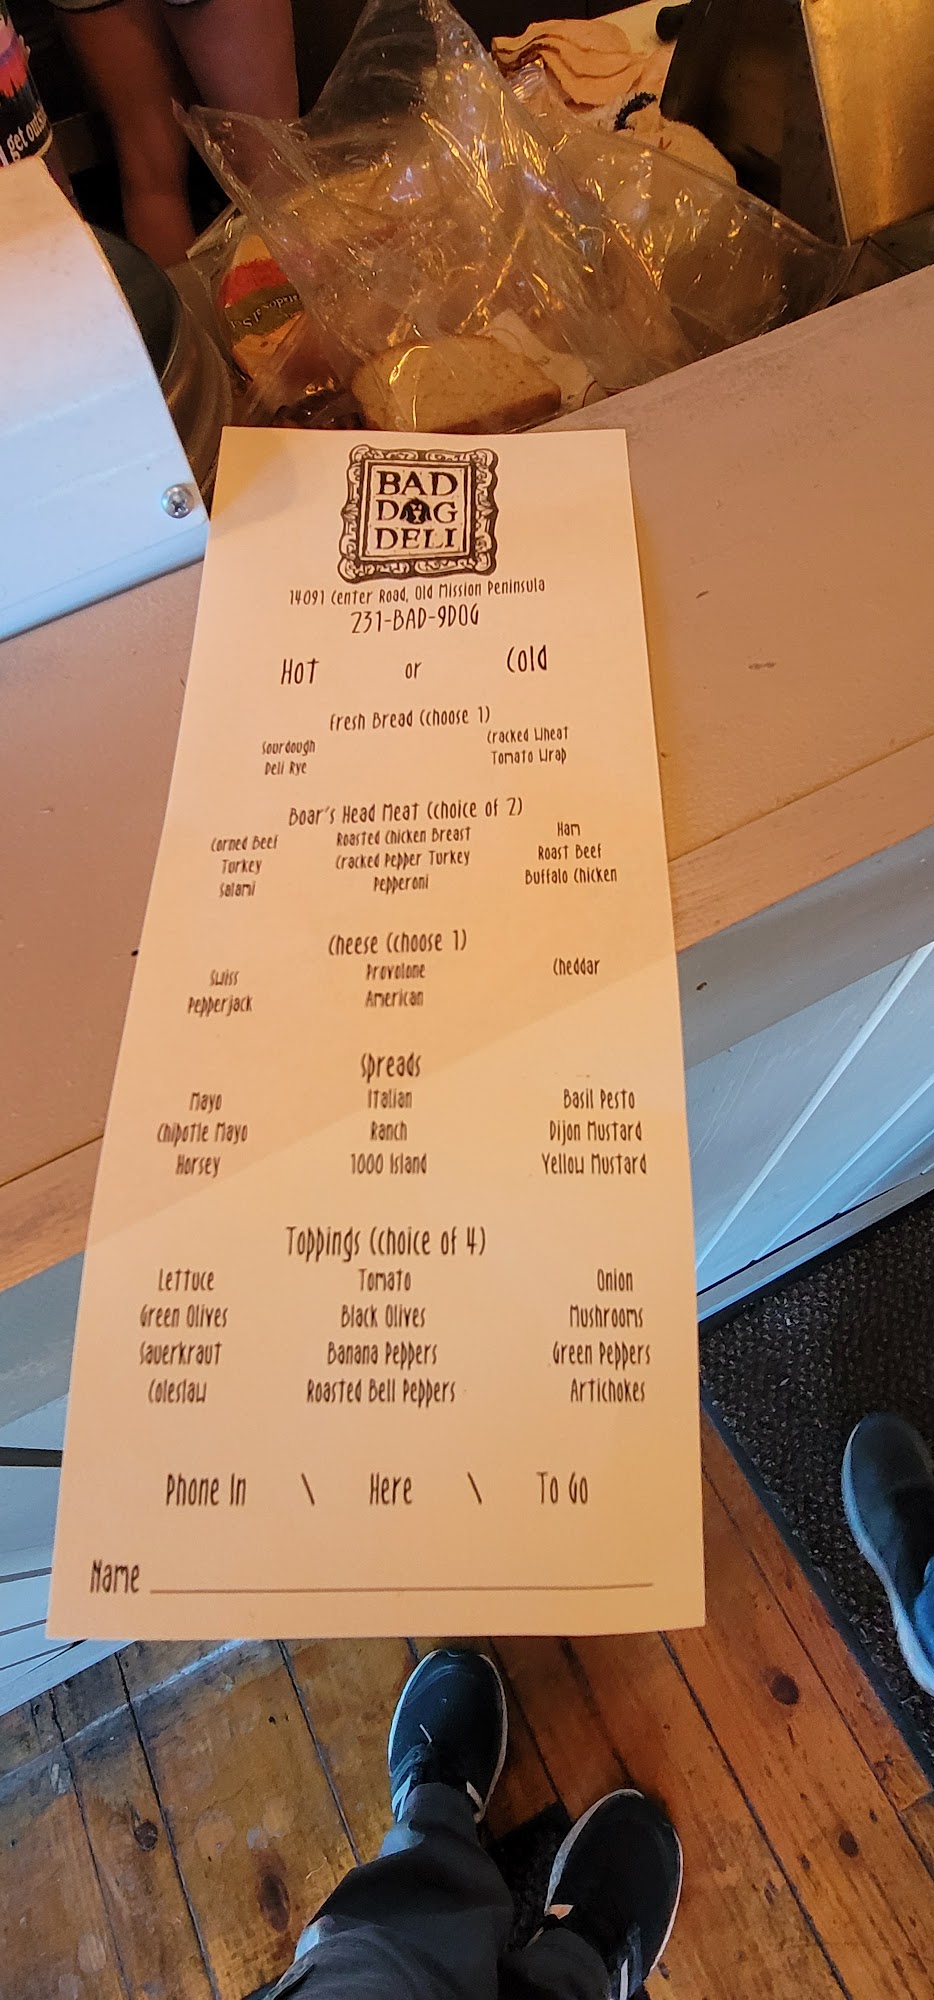 get outs
BAD
DOG
DELI
14091 Center Road, Old Mission Peninsula
231-BAD-9DOG
Hot or Cold
Fresh Bread (choose 1)
Sourdough Cracked Wheat
Deli Rye Tomato Wrap
Boar's Head Meat (choice of 2)
Corned Beef Roasted Chicken Breast Ham
Turkey Cracked Pepper Turkey Roast Beef
Salami Pepperoni Buffalo Chicken
Cheese (choose 1)
Swiss Provolone Cheddar
Pepperjack American
Spreads
Mayo Italian Basil Pesto
Chipotle Mayo Ranch Dijon Mustard
Horsey 1000 Island Yellow Mustard
Toppings (choice of 4)
Lettuce Tomato Onion
Green Olives Black Olives Mushrooms
Sauerkraut Banana Peppers Green Peppers
Coleslaw Roasted Bell Peppers Artichokes
Phone In \ Here \ To Go
Name